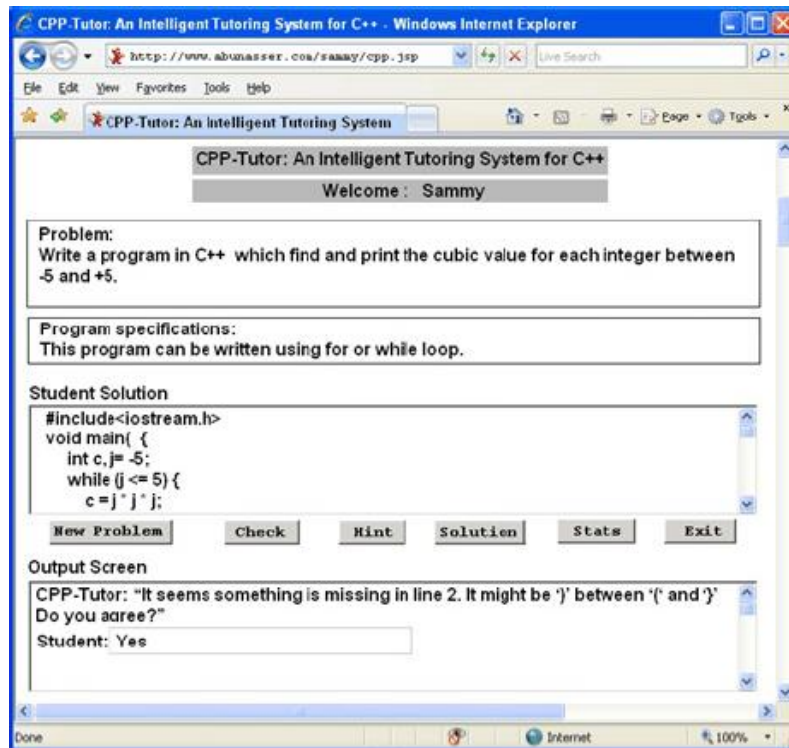 CPP-Tutor: An Intelligent Tutoring System for C++ - Windows Internet Explorer
http://www.abunasser.com/sammy/cpp.jsp
Live Search
File Edit View Favorites Tools Help
CPP-Tutor: An Intelligent Tutoring System
Page Tools
CPP-Tutor: An Intelligent Tutoring System for C++
Welcome : Sammy
Problem:
Write a program in C++ which find and print the cubic value for each integer between
-5 and +5.
Program specifications:
This program can be written using for or while loop.
Student Solution
#include<iostream.h>
void main( {
int c, j= -5;
while (j <= 5) {
c = j * j * j;
New Problem Check Hint Solution Stats Exit
Output Screen
CPP-Tutor: "It seems something is missing in line 2. It might be '}' between '(' and '}'
Do you agree?"
Student: Yes
Done Internet 100%